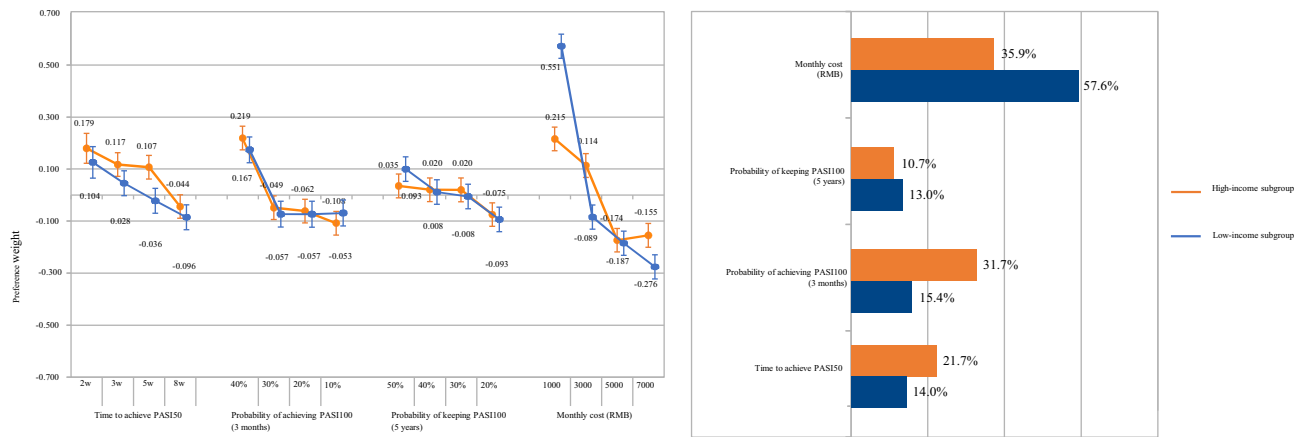 0.700
0.500
0.300
0.100
-0.100
-0.300
-0.500
-0.700
Preference weight
0.179
0.117
0.107
-0.044
0.104
0.028
-0.036
-0.096
0.219
-0.049
-0.062
-0.108
0.167
-0.057
-0.057
-0.053
0.035
0.020
0.020
-0.075
0.093
0.008
-0.008
-0.093
0.551
0.215
0.114
-0.174
-0.155
-0.089
-0.187
-0.276
2w 3w 5w 8w
40% 30% 20% 10%
50% 40% 30% 20%
1000 3000 5000 7000
Time to achieve PASI50
Probability of achieving PASI100
(3 months)
Probability of keeping PASI100
(5 years)
Monthly cost (RMB)
Monthly cost
(RMB)
35.9%
57.6%
Probability of keeping PASI100
(5 years)
10.7%
13.0%
Probability of achieving PASI100
(3 months)
31.7%
15.4%
Time to achieve PASI50
21.7%
14.0%
High-income subgroup
Low-income subgroup